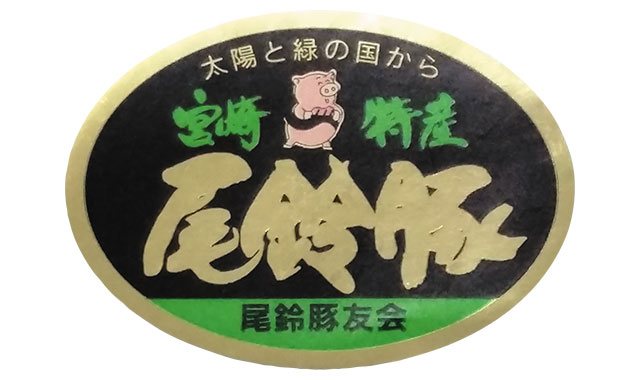 太陽と緑の国から
宮崎 特産
尾鈴豚
尾鈴豚友会